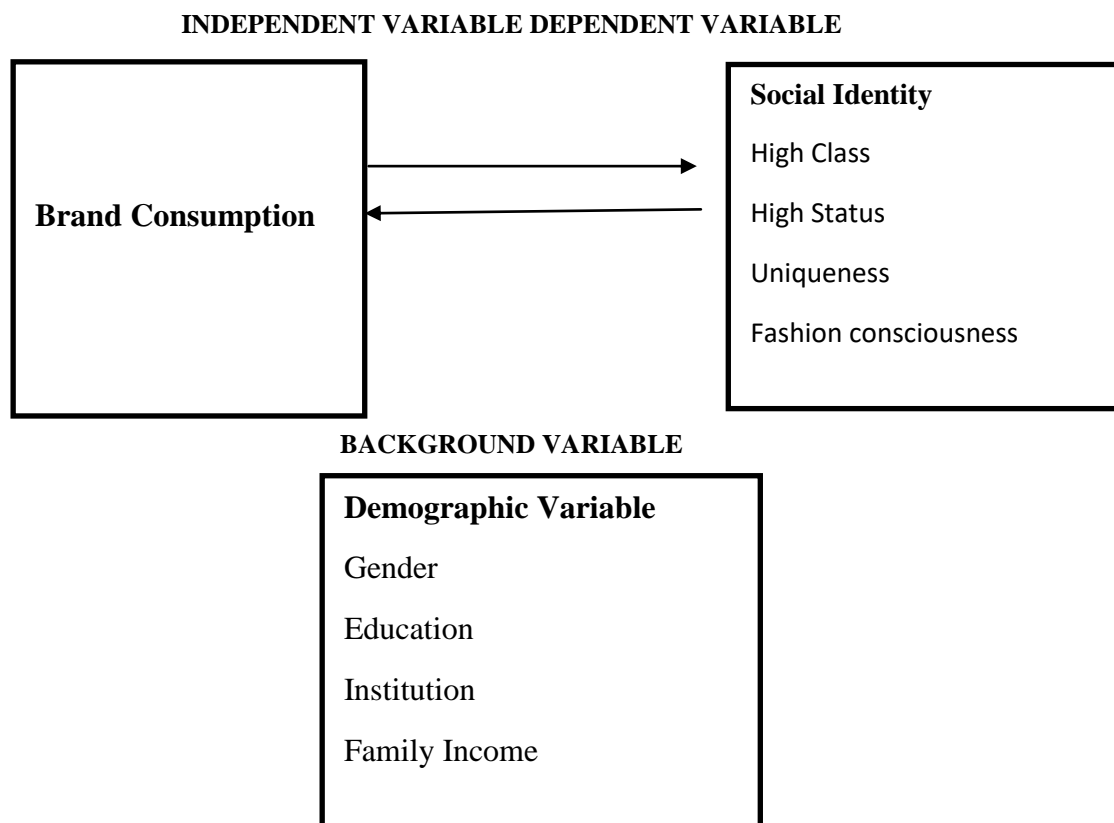 INDEPENDENT VARIABLE DEPENDENT VARIABLE
Brand Consumption
Social Identity
High Class
High Status
Uniqueness
Fashion consciousness
BACKGROUND VARIABLE
Demographic Variable
Gender
Education
Institution
Family Income